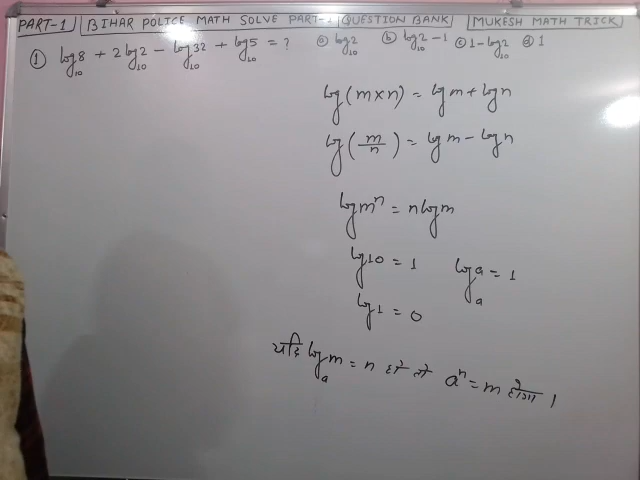 PART-1 BIHAR POLICE MATH SOLVE PART-1 QUESTION BANK MUKESH MATH TRICK
① log₁₀8 + 2log₁₀2 - log₁₀32 + log₁₀5 = ? ⓐ log₁₀2 ⓑ log₁₀2 - 1 ⓒ 1 - log₁₀2 ⓓ 1
log(m×n) = logm + logn
log(m/n) = logm - logn
logmⁿ = nlogm
log10 = 1 logₐa = 1
log1 = 0
यदि logₐm = n हो तो aⁿ = m होगा।